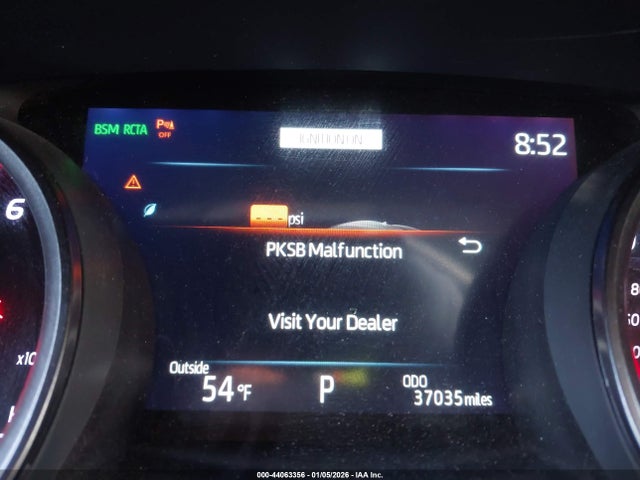 BSM RCTA P OFF
IGNITION ON
8:52
6
--- psi
PKSB Malfunction
Visit Your Dealer
x10
Outside
54 °F
P
ODO
37035 miles
000-44063356 - 01/05/2026 - IAA Inc.